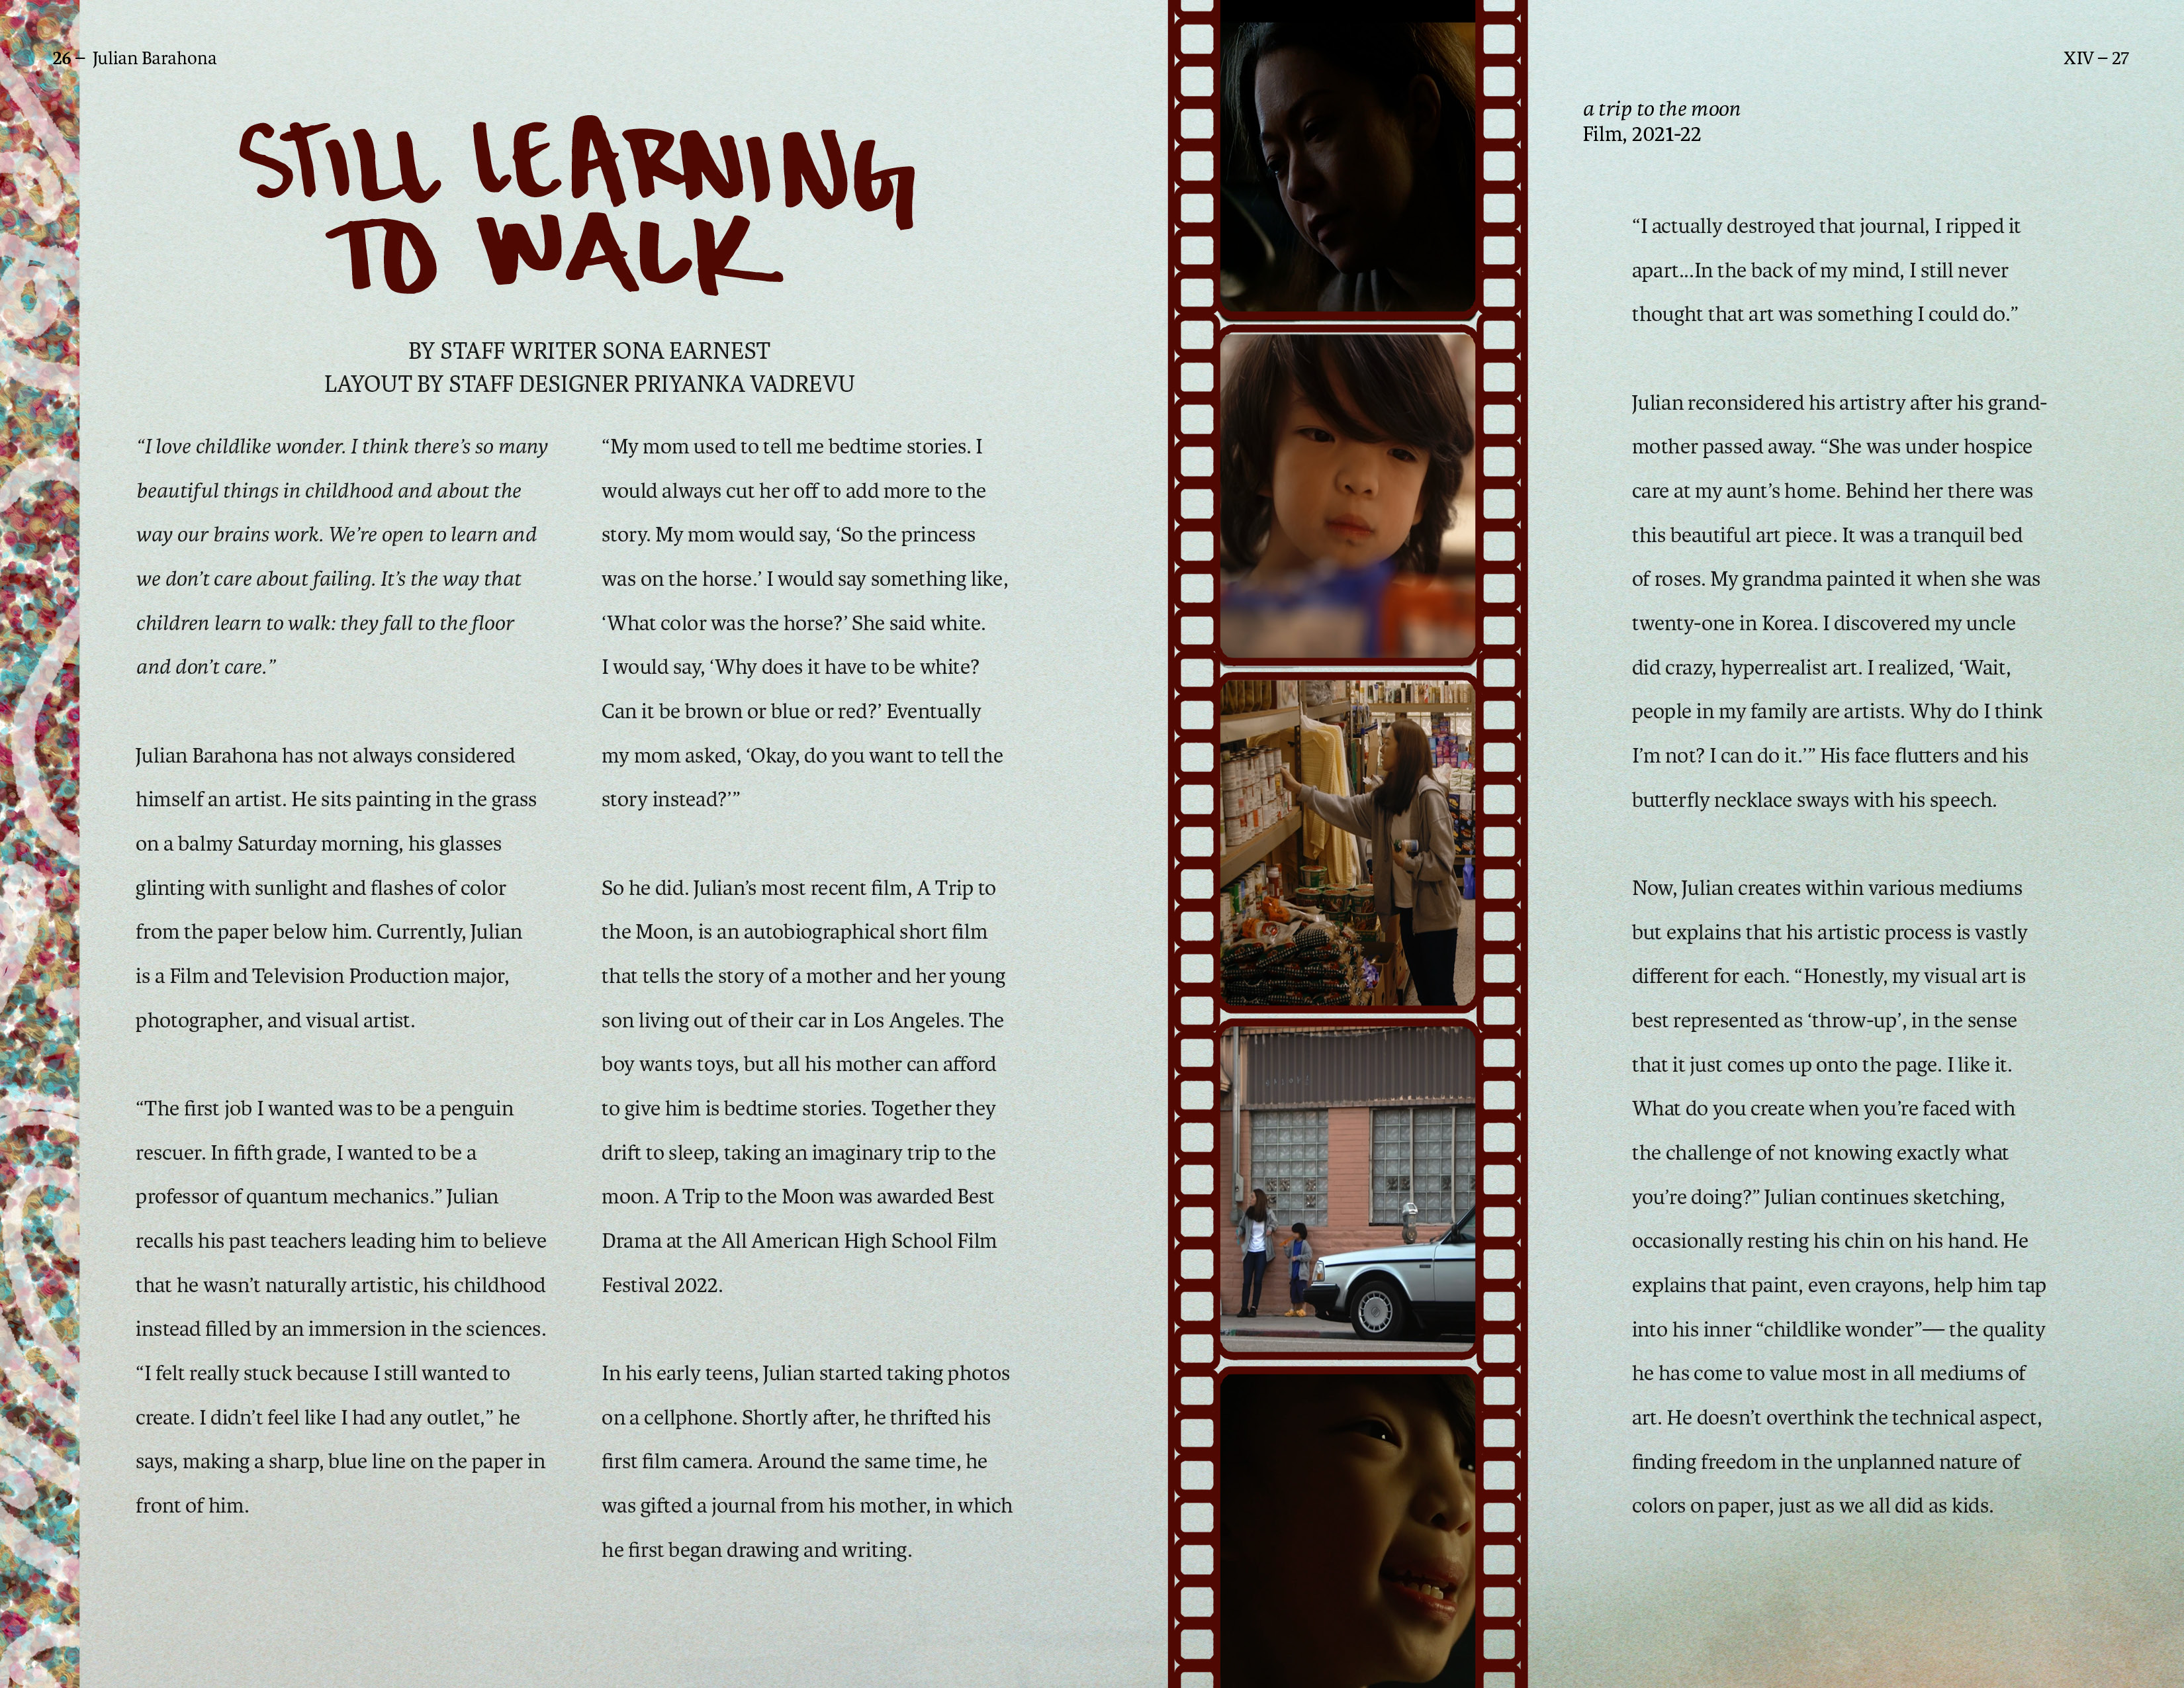 26 – Julian Barahona
STILL LEARNING
TO WALK
BY STAFF WRITER SONA EARNEST
LAYOUT BY STAFF DESIGNER PRIYANKA VADREVU
“I love childlike wonder. I think there’s so many
beautiful things in childhood and about the
way our brains work. We’re open to learn and
we don’t care about failing. It’s the way that
children learn to walk: they fall to the floor
and don’t care.”
Julian Barahona has not always considered
himself an artist. He sits painting in the grass
on a balmy Saturday morning, his glasses
glinting with sunlight and flashes of color
from the paper below him. Currently, Julian
is a Film and Television Production major,
photographer, and visual artist.
“The first job I wanted was to be a penguin
rescuer. In fifth grade, I wanted to be a
professor of quantum mechanics.” Julian
recalls his past teachers leading him to believe
that he wasn’t naturally artistic, his childhood
instead filled by an immersion in the sciences.
“I felt really stuck because I still wanted to
create. I didn’t feel like I had any outlet,” he
says, making a sharp, blue line on the paper in
front of him.
“My mom used to tell me bedtime stories. I
would always cut her off to add more to the
story. My mom would say, ‘So the princess
was on the horse.’ I would say something like,
‘What color was the horse?’ She said white.
I would say, ‘Why does it have to be white?
Can it be brown or blue or red?’ Eventually
my mom asked, ‘Okay, do you want to tell the
story instead?’”
So he did. Julian’s most recent film, A Trip to
the Moon, is an autobiographical short film
that tells the story of a mother and her young
son living out of their car in Los Angeles. The
boy wants toys, but all his mother can afford
to give him is bedtime stories. Together they
drift to sleep, taking an imaginary trip to the
moon. A Trip to the Moon was awarded Best
Drama at the All American High School Film
Festival 2022.
In his early teens, Julian started taking photos
on a cellphone. Shortly after, he thrifted his
first film camera. Around the same time, he
was gifted a journal from his mother, in which
he first began drawing and writing.
XIV – 27
a trip to the moon
Film, 2021-22
“I actually destroyed that journal, I ripped it
apart...In the back of my mind, I still never
thought that art was something I could do.”
Julian reconsidered his artistry after his grand-
mother passed away. “She was under hospice
care at my aunt’s home. Behind her there was
this beautiful art piece. It was a tranquil bed
of roses. My grandma painted it when she was
twenty-one in Korea. I discovered my uncle
did crazy, hyperrealist art. I realized, ‘Wait,
people in my family are artists. Why do I think
I’m not? I can do it.’” His face flutters and his
butterfly necklace sways with his speech.
Now, Julian creates within various mediums
but explains that his artistic process is vastly
different for each. “Honestly, my visual art is
best represented as ‘throw-up’, in the sense
that it just comes up onto the page. I like it.
What do you create when you’re faced with
the challenge of not knowing exactly what
you’re doing?” Julian continues sketching,
occasionally resting his chin on his hand. He
explains that paint, even crayons, help him tap
into his inner “childlike wonder”— the quality
he has come to value most in all mediums of
art. He doesn’t overthink the technical aspect,
finding freedom in the unplanned nature of
colors on paper, just as we all did as kids.